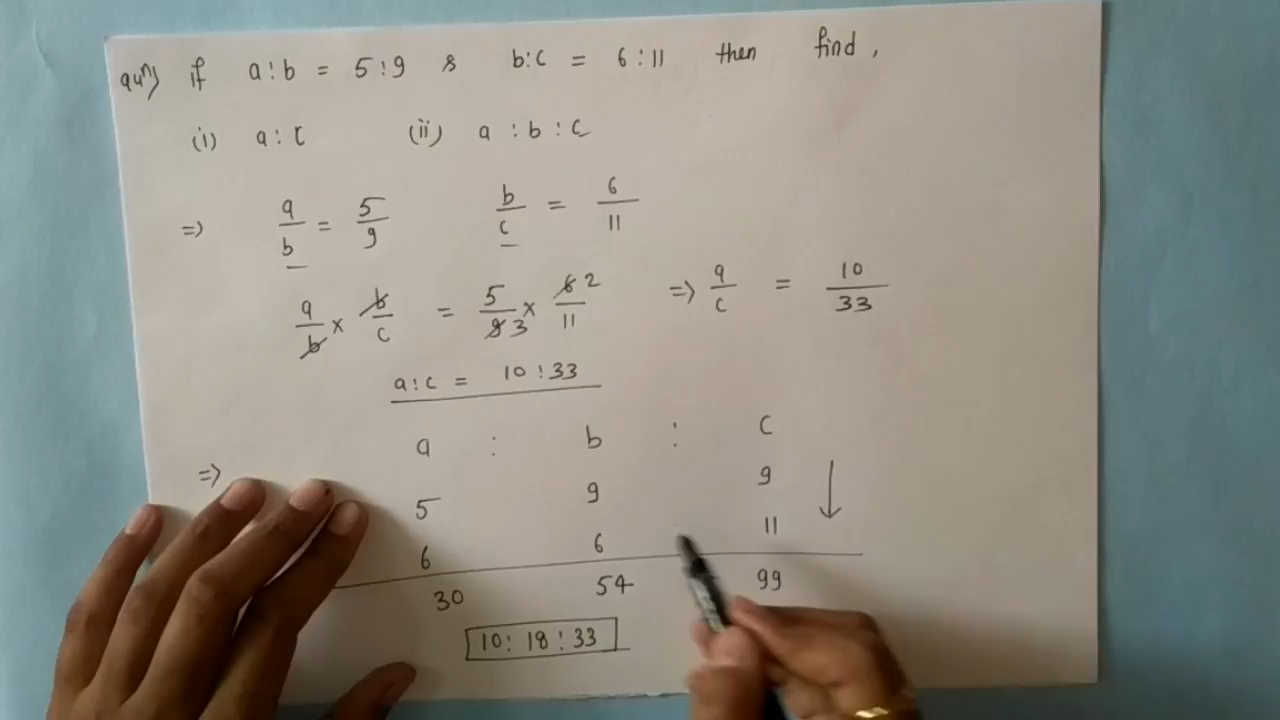 qun) if a:b = 5:9 & b:c = 6:11 then find,
(i) a:c (ii) a:b:c
=> a/b = 5/9 b/c = 6/11
a/b x b/c = 5/9 3 x 6 2/11 => a/c = 10/33
a:c = 10:33
=> a : b : c
5 9 9
6 6 11
30 54 99
10:18:33